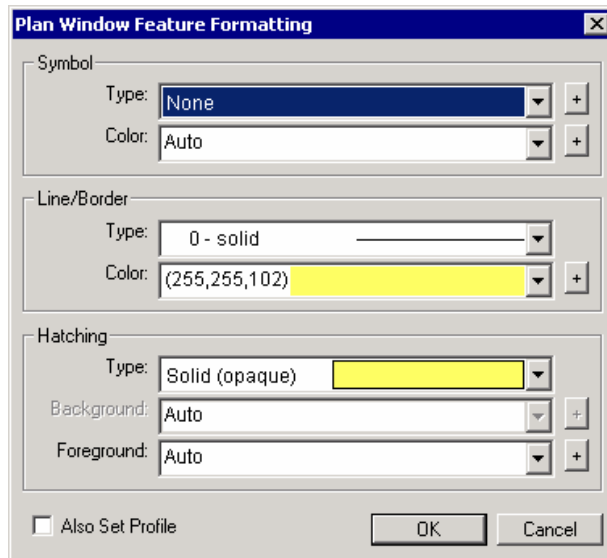 Plan Window Feature Formatting
Symbol
Type: None
+
Color: Auto
+
Line/Border
Type: 0 - solid
Color: (255,255,102)
+
Hatching
Type: Solid (opaque)
Background: Auto
+
Foreground: Auto
+
Also Set Profile OK Cancel